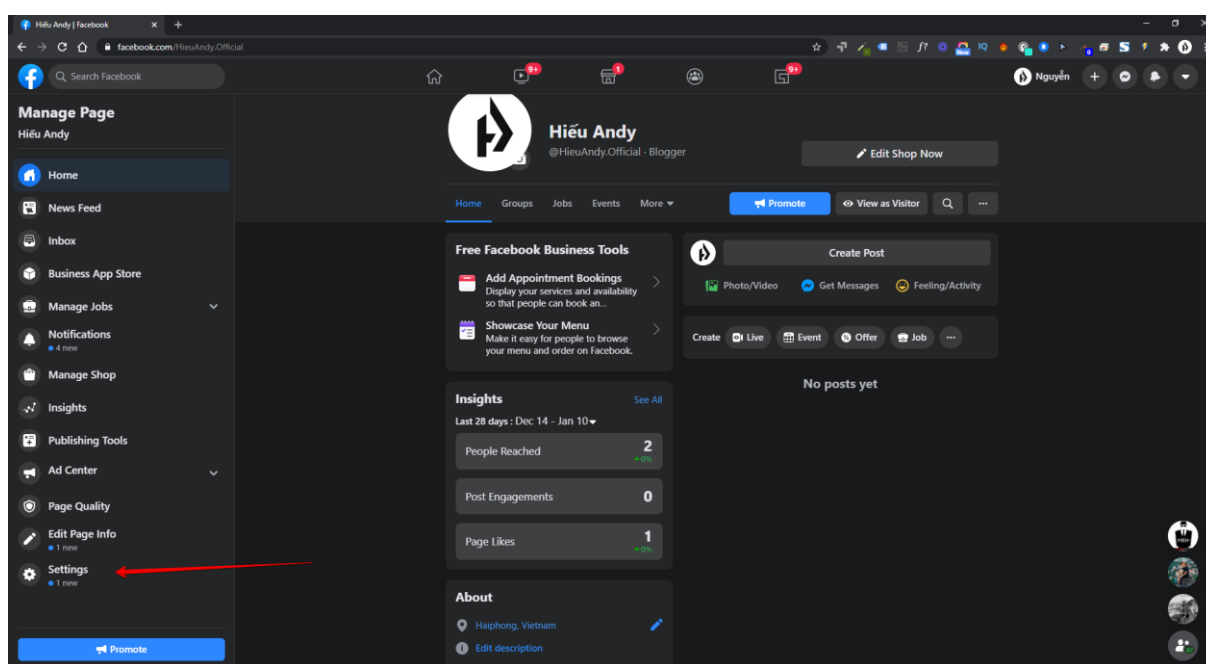 Hiếu Andy | Facebook
facebook.com/HieuAndy.Official
Search Facebook
9+
1
9+
Nguyễn
Manage Page
Hiếu Andy
Home
News Feed
Inbox
Business App Store
Manage Jobs
Notifications
4 new
Manage Shop
Insights
Publishing Tools
Ad Center
Page Quality
Edit Page Info
1 new
Settings
1 new
Promote
Hiếu Andy
@HieuAndy.Official · Blogger
Edit Shop Now
Home Groups Jobs Events More
Promote
View as Visitor
Free Facebook Business Tools
Add Appointment Bookings
Display your services and availability
so that people can book an...
Showcase Your Menu
Make it easy for people to browse
your menu and order on Facebook.
Insights
See All
Last 28 days : Dec 14 - Jan 10
People Reached 2
0%
Post Engagements 0
Page Likes 1
0%
About
Haiphong, Vietnam
Edit description
Create Post
Photo/Video Get Messages Feeling/Activity
Create Live Event Offer Job
No posts yet